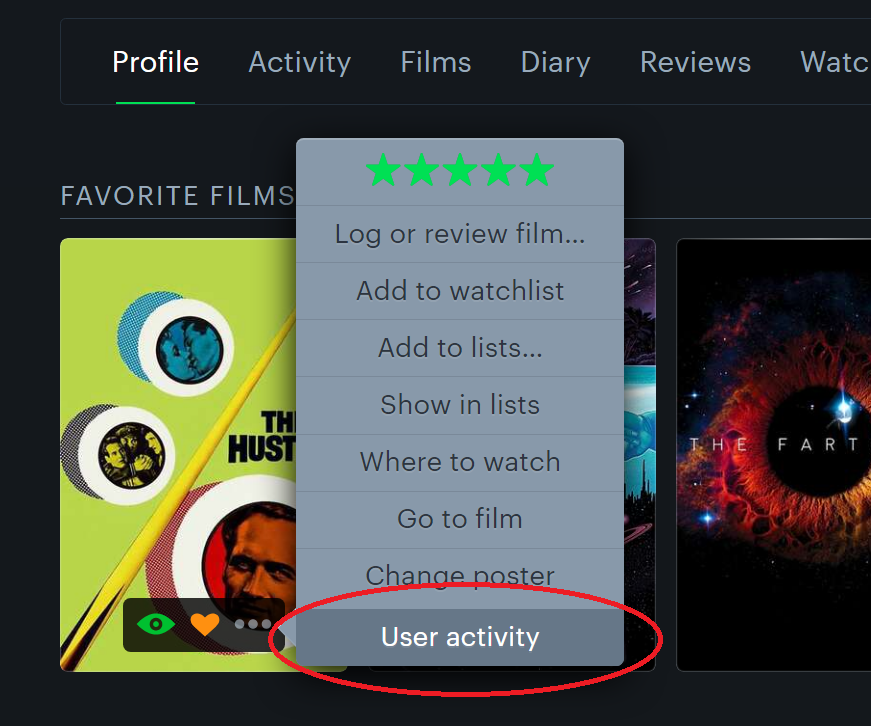 Profile Activity Films Diary Reviews Watc
FAVORITE FILMS
Log or review film...
Add to watchlist
Add to lists...
Show in lists
Where to watch
Go to film
Change poster
User activity
TH
HUST
THE FART